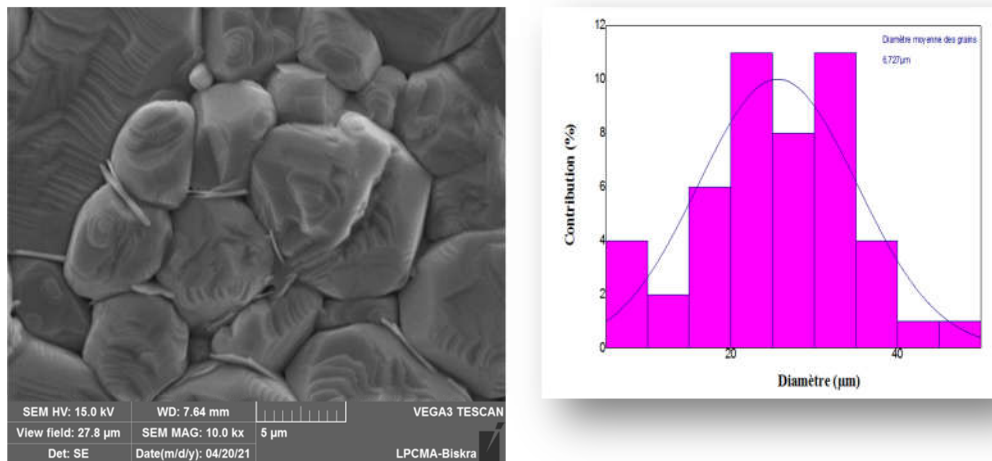 SEM HV: 15.0 kV WD: 7.64 mm VEGA3 TESCAN
View field: 27.8 µm SEM MAG: 10.0 kx 5 µm
Det: SE Date(m/d/y): 04/20/21 LPCMA-Biskra
12
Diamètre moyenne des grains
6,727µm
10
8
6
4
2
0
20 40
Contribution (%)
Diamètre (µm)